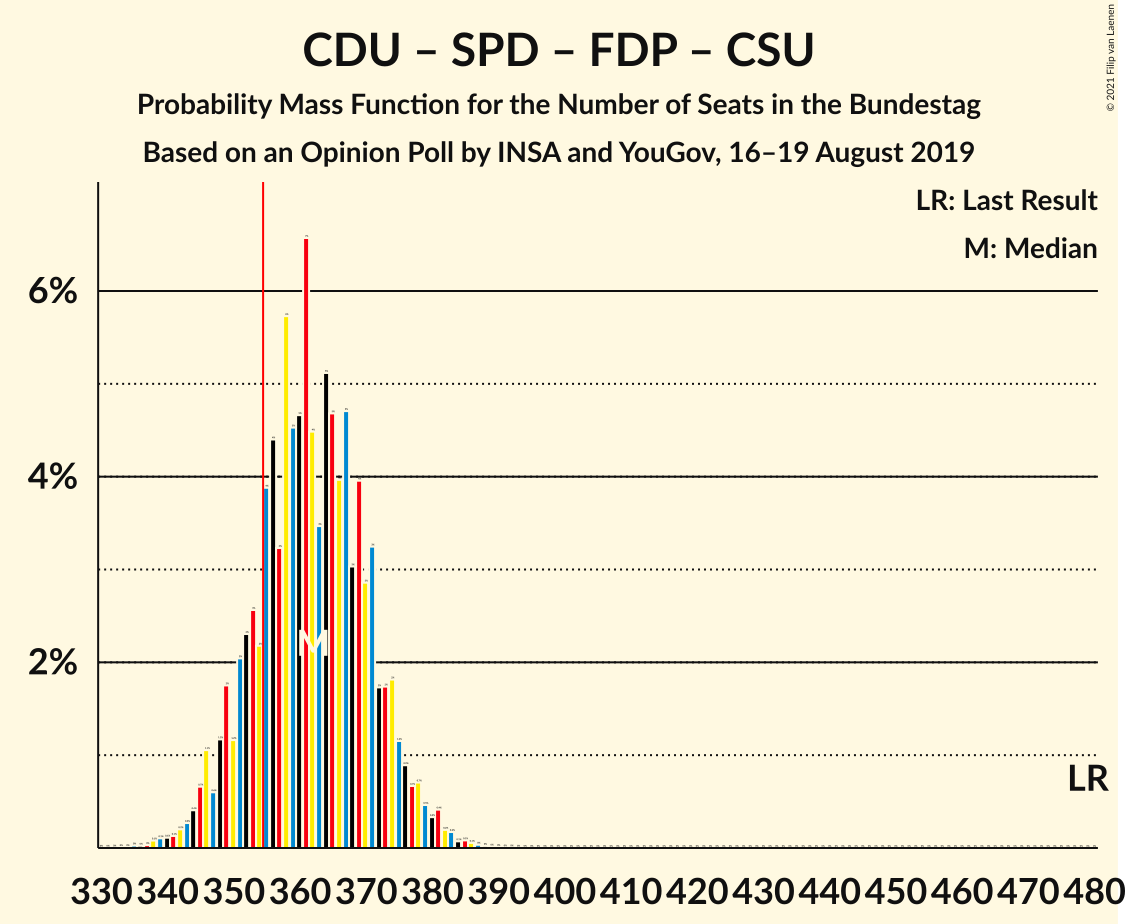 CDU – SPD – FDP – CSU
Probability Mass Function for the Number of Seats in the Bundestag
Based on an Opinion Poll by INSA and YouGov, 16–19 August 2019
© 2021 Filip van Laenen
LR: Last Result
M: Median
6%
4%
2%
M
LR
330 340 350 360 370 380 390 400 410 420 430 440 450 460 470 480